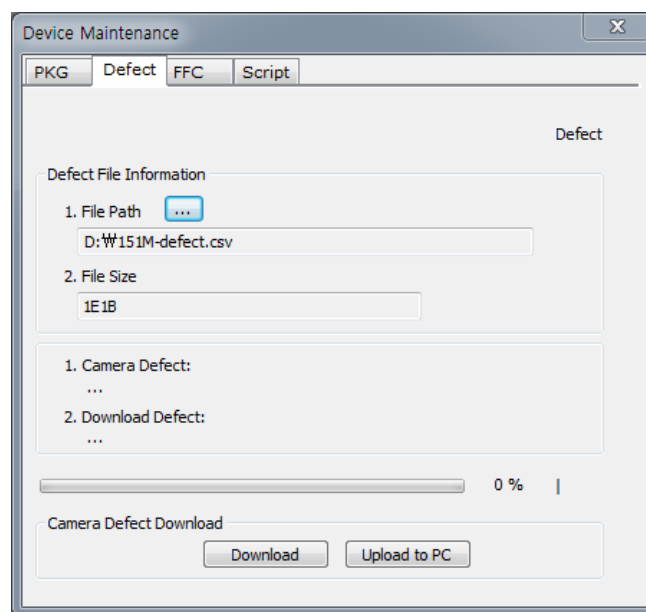 Device Maintenance
PKG Defect FFC Script
Defect
Defect File Information
1. File Path ...
D:₩151M-defect.csv
2. File Size
1E1B
1. Camera Defect:
...
2. Download Defect:
...
0 %
Camera Defect Download
Download Upload to PC